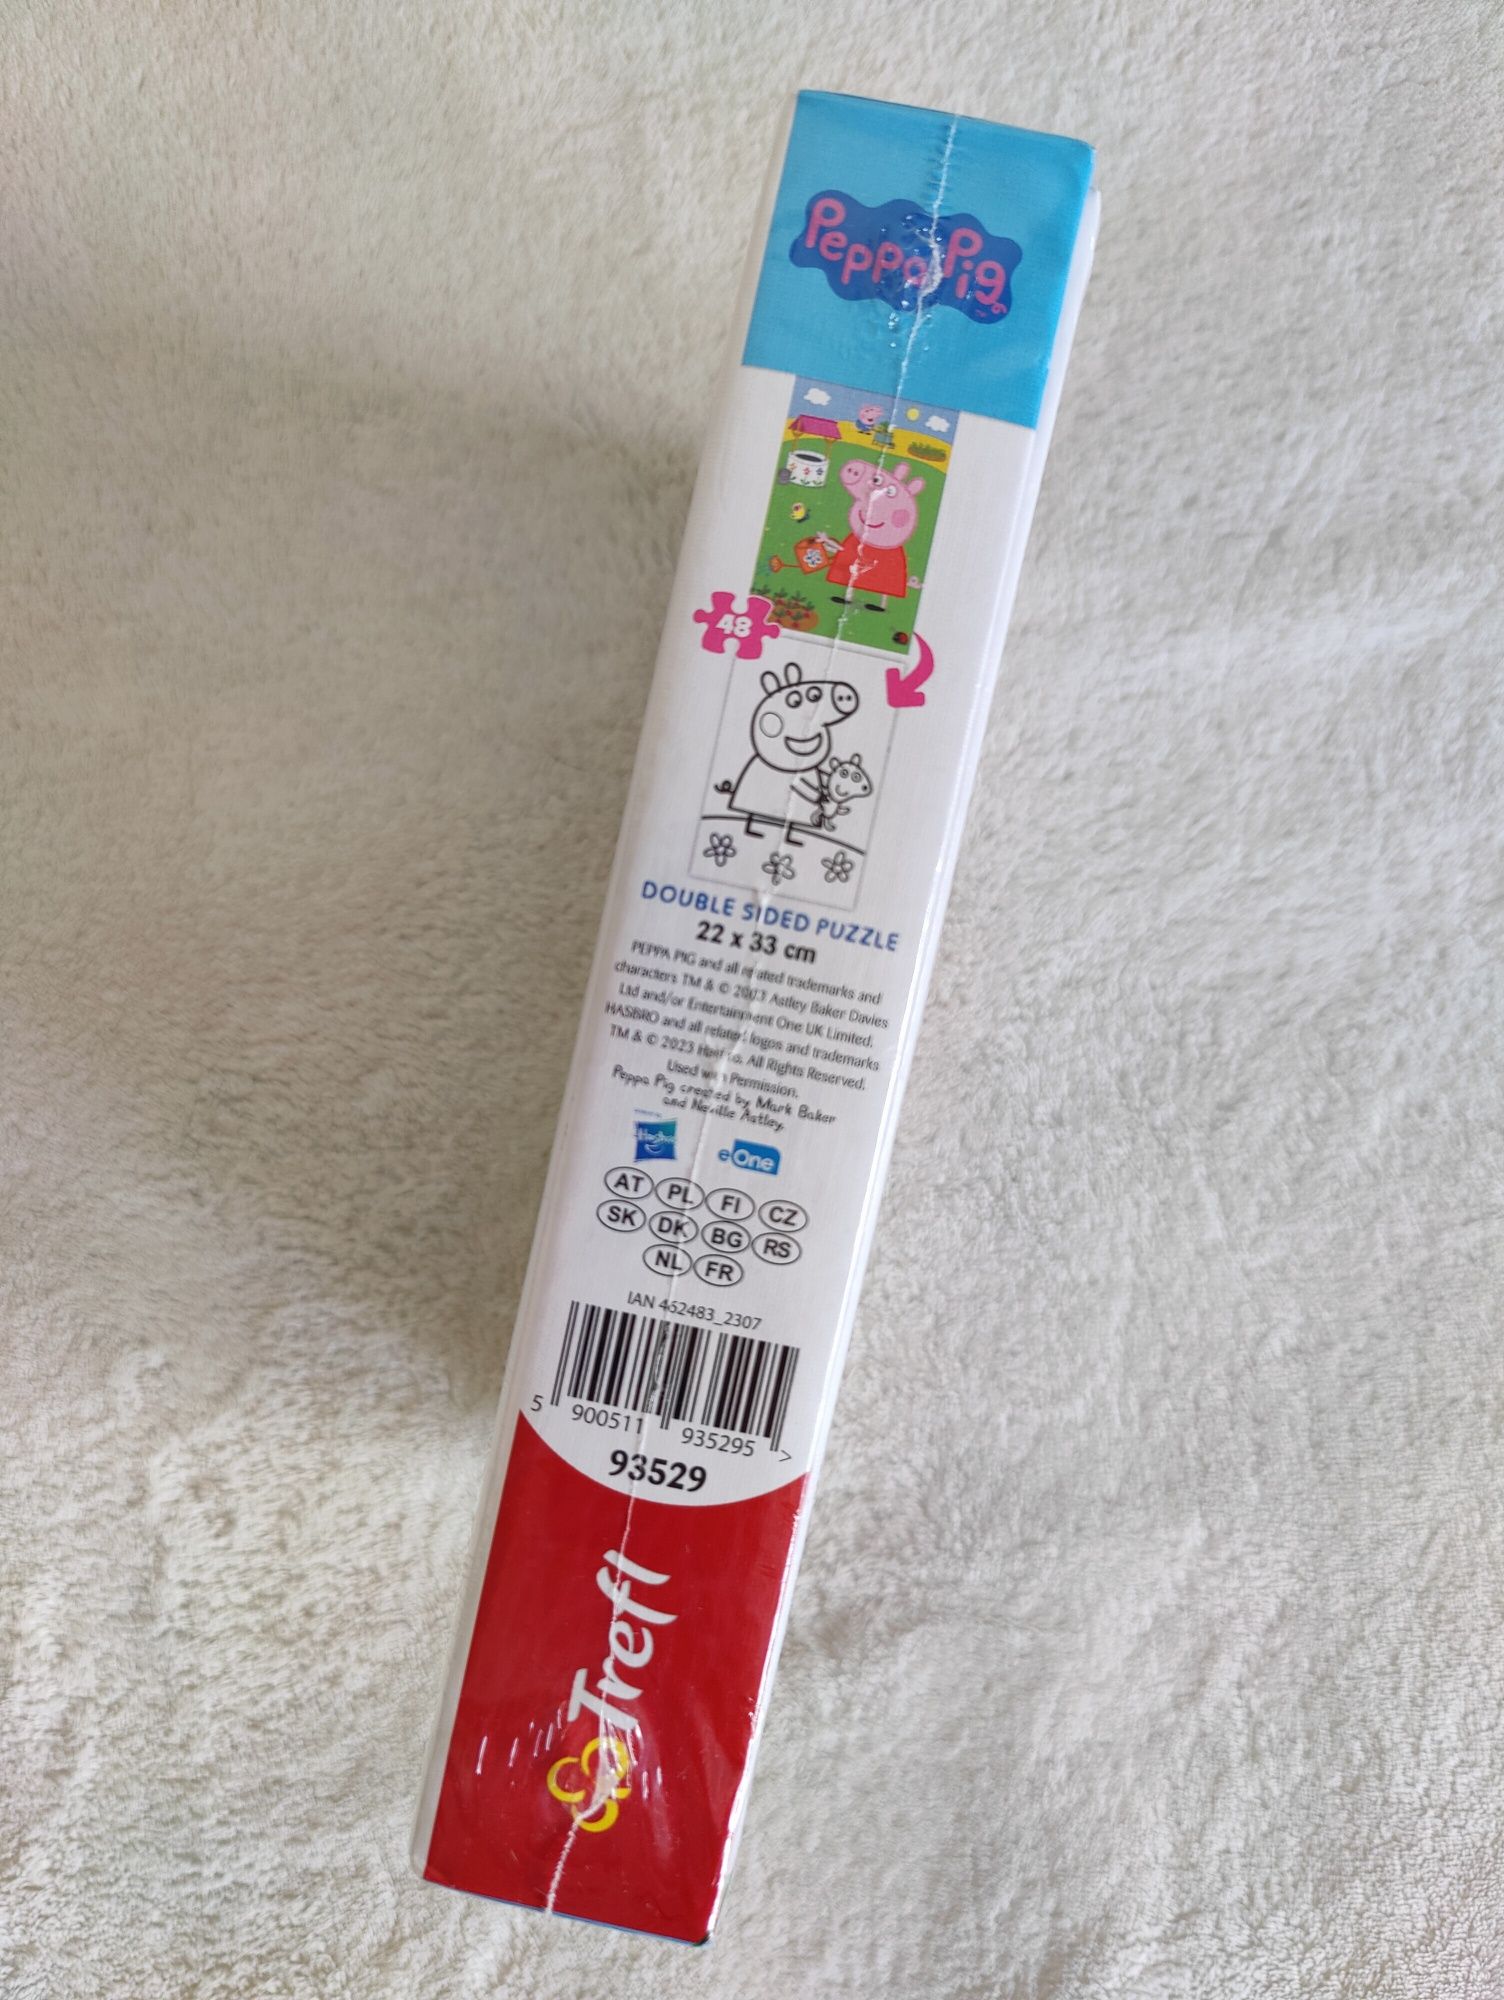 Peppa Pig
48
DOUBLE SIDED PUZZLE
22 x 33 cm
PEPPA PIG and all related trademarks and
characters TM & © 2003 Astley Baker Davies
Ltd and/or Entertainment One UK Limited.
HASBRO and all related logos and trademarks
TM & © 2023 Hasbro. All Rights Reserved.
Used with Permission.
Peppa Pig created by Mark Baker
and Neville Astley.
Hasbro
eOne
AT PL FI CZ
SK DK BG RS
NL FR
IAN 462483_2307
5 900511 935295 >
93529
Trefl